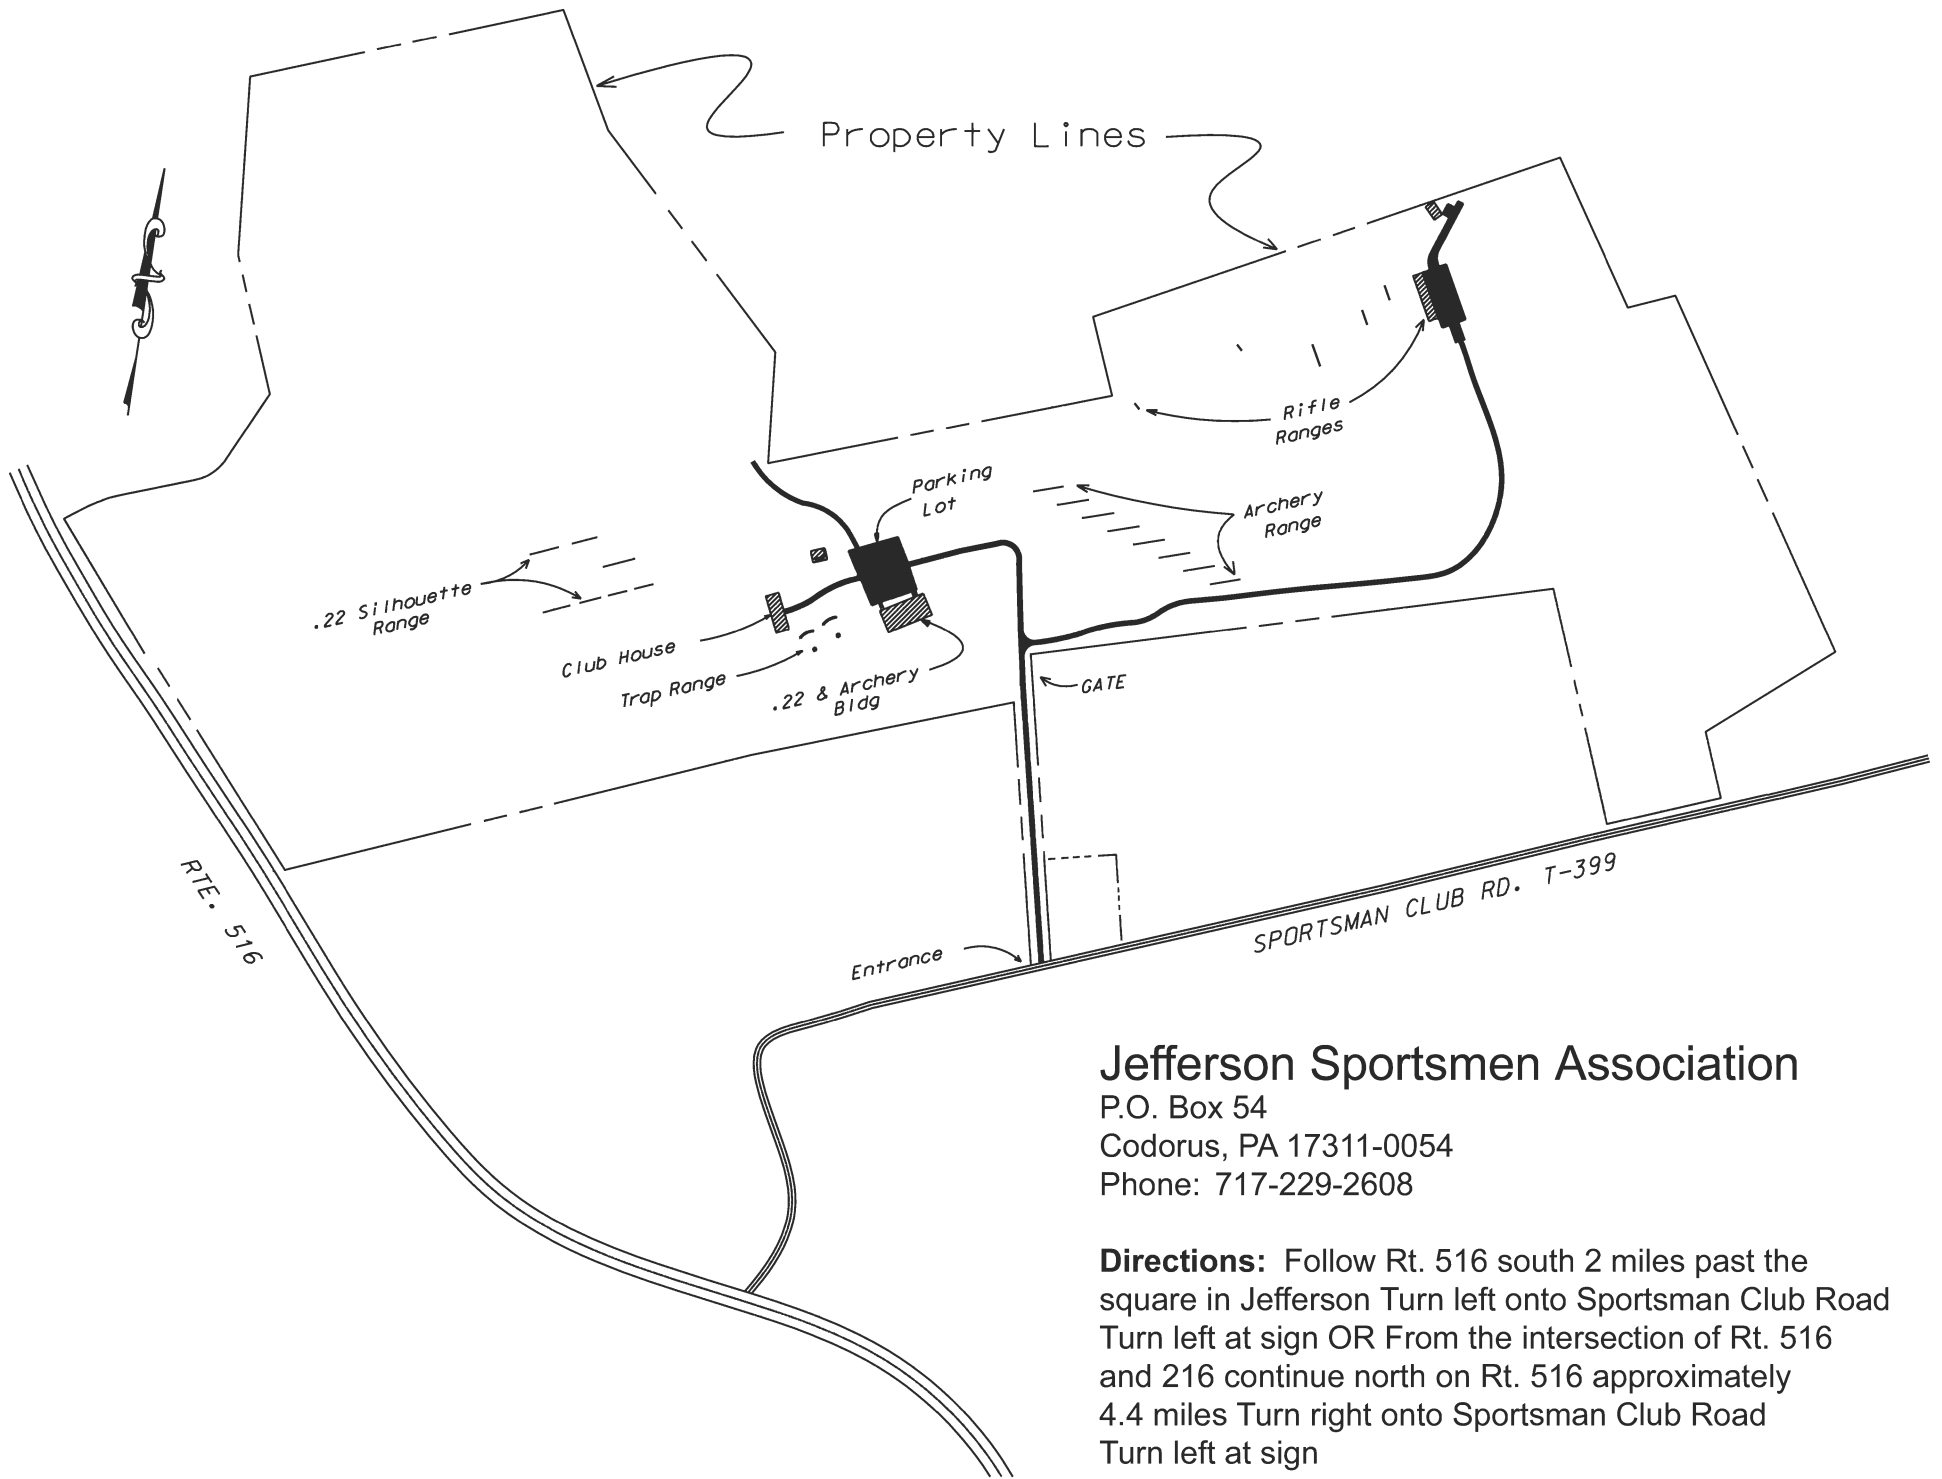 Property Lines
Rifle
Ranges
Parking
Lot
Archery
Range
.22 Silhouette
Range
Club House
Trap Range
.22 & Archery
Bldg
GATE
RTE. 516
SPORTSMAN CLUB RD. T-399
Entrance
Jefferson Sportsmen Association
P.O. Box 54
Codorus, PA 17311-0054
Phone: 717-229-2608
Directions: Follow Rt. 516 south 2 miles past the
square in Jefferson Turn left onto Sportsman Club Road
Turn left at sign OR From the intersection of Rt. 516
and 216 continue north on Rt. 516 approximately
4.4 miles Turn right onto Sportsman Club Road
Turn left at sign